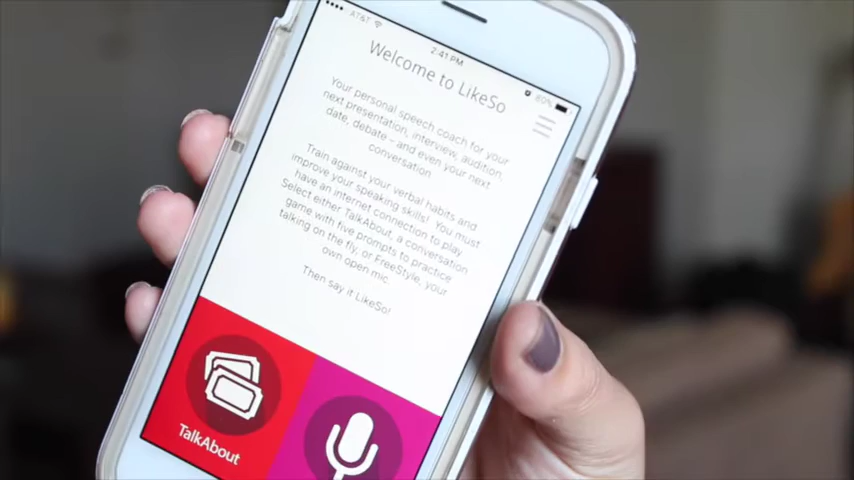 AT&T
2:41 PM
80%
Welcome to LikeSo
Your personal speech coach for your
next presentation, interview, audition,
date, debate – and even your next
conversation
Train against your verbal habits and
improve your speaking skills! You must
have an internet connection to play
Select either TalkAbout, a conversation
game with five prompts to practice
talking on the fly, or FreeStyle, your
own open mic.
Then say it LikeSo!
TalkAbout